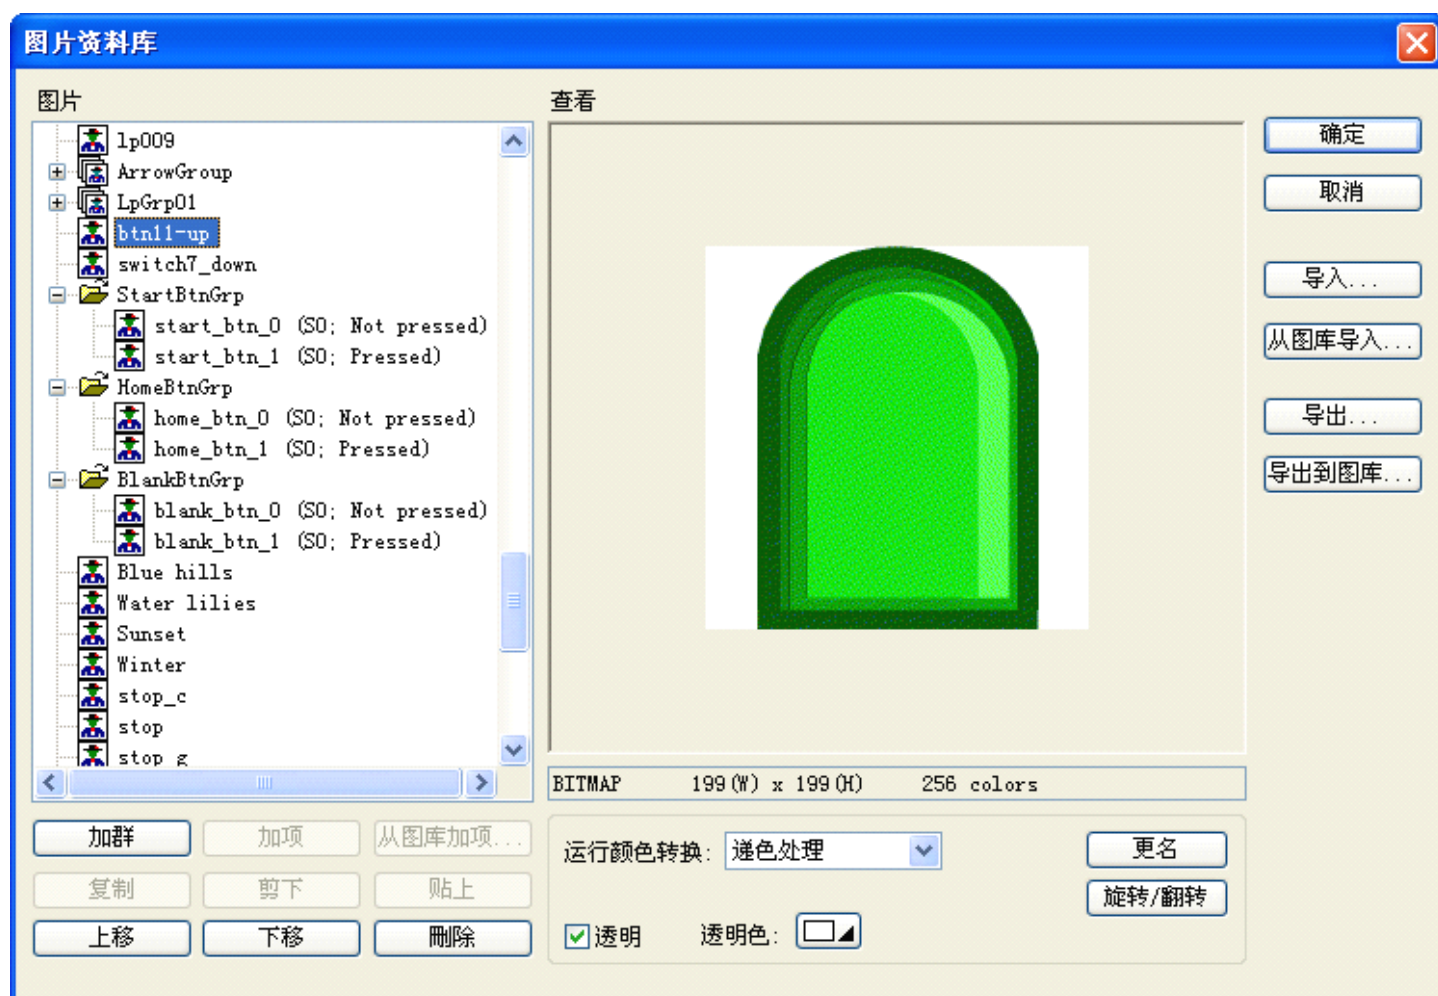 图片资料库
图片
lp009
ArrowGroup
LpGrp01
btn11-up
switch7_down
StartBtnGrp
start_btn_0 (S0; Not pressed)
start_btn_1 (S0; Pressed)
HomeBtnGrp
home_btn_0 (S0; Not pressed)
home_btn_1 (S0; Pressed)
BlankBtnGrp
blank_btn_0 (S0; Not pressed)
blank_btn_1 (S0; Pressed)
Blue hills
Water lilies
Sunset
Winter
stop_c
stop
stop_g
加群
加项
从图库加项...
复制
剪下
贴上
上移
下移
刪除
查看
BITMAP 199(W) x 199(H) 256 colors
运行颜色转换: 递色处理
更名
旋转/翻转
透明
透明色:
确定
取消
导入...
从图库导入...
导出...
导出到图库...